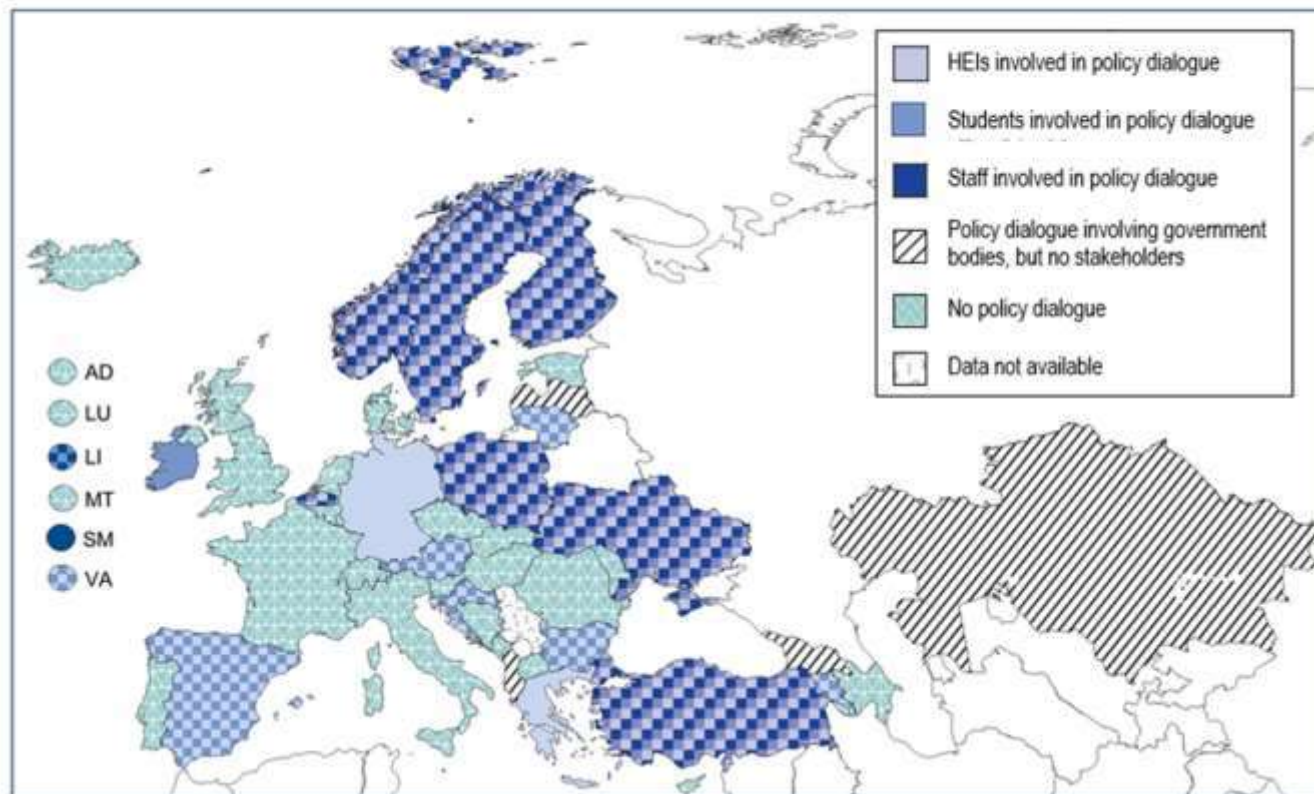 HEIs involved in policy dialogue
Students involved in policy dialogue
Staff involved in policy dialogue
Policy dialogue involving government
bodies, but no stakeholders
No policy dialogue
Data not available
AD
LU
LI
MT
SM
VA